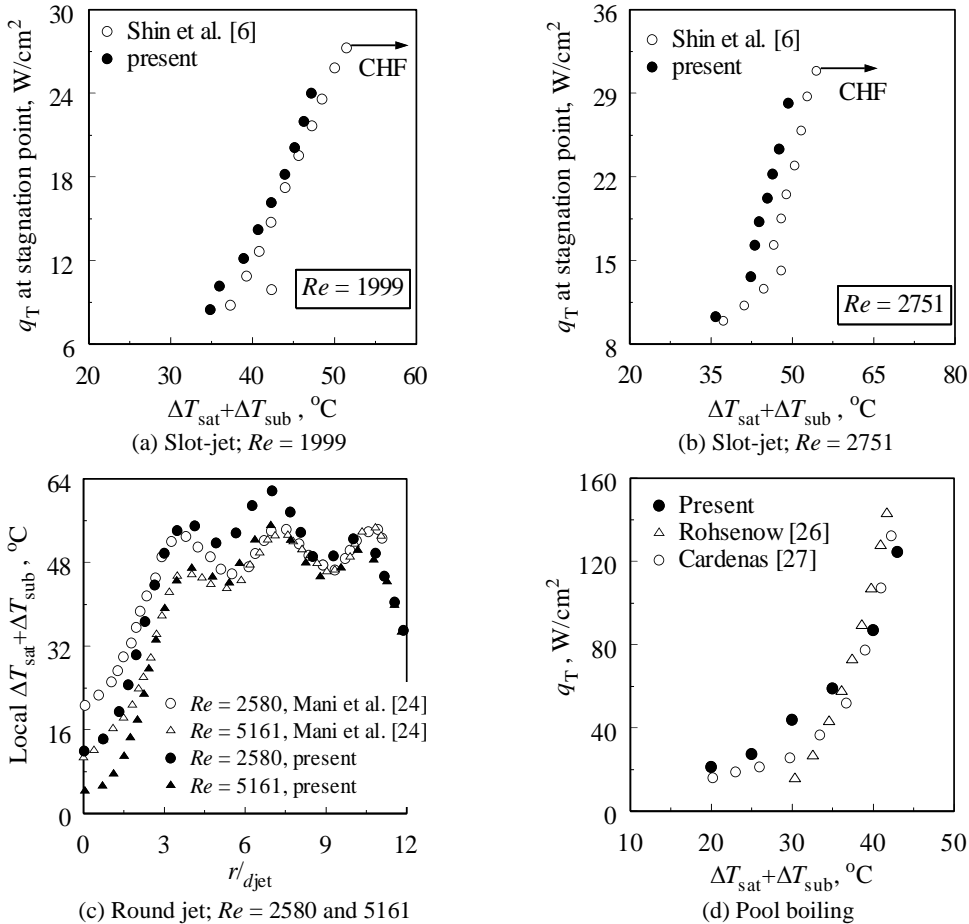 30
24
18
12
6
q_T at stagnation point, W/cm²
Shin et al. [6]
present
CHF
Re = 1999
20 30 40 50 60
ΔT_sat+ΔT_sub , °C
(a) Slot-jet; Re = 1999
36
29
22
15
8
q_T at stagnation point, W/cm²
Shin et al. [6]
present
CHF
Re = 2751
20 35 50 65 80
ΔT_sat+ΔT_sub , °C
(b) Slot-jet; Re = 2751
64
48
32
16
0
Local ΔT_sat+ΔT_sub , °C
Re = 2580, Mani et al. [24]
Re = 5161, Mani et al. [24]
Re = 2580, present
Re = 5161, present
0 3 6 9 12
r/djet
(c) Round jet; Re = 2580 and 5161
160
120
80
40
0
q_T , W/cm²
Present
Rohsenow [26]
Cardenas [27]
10 20 30 40 50
ΔT_sat+ΔT_sub , °C
(d) Pool boiling